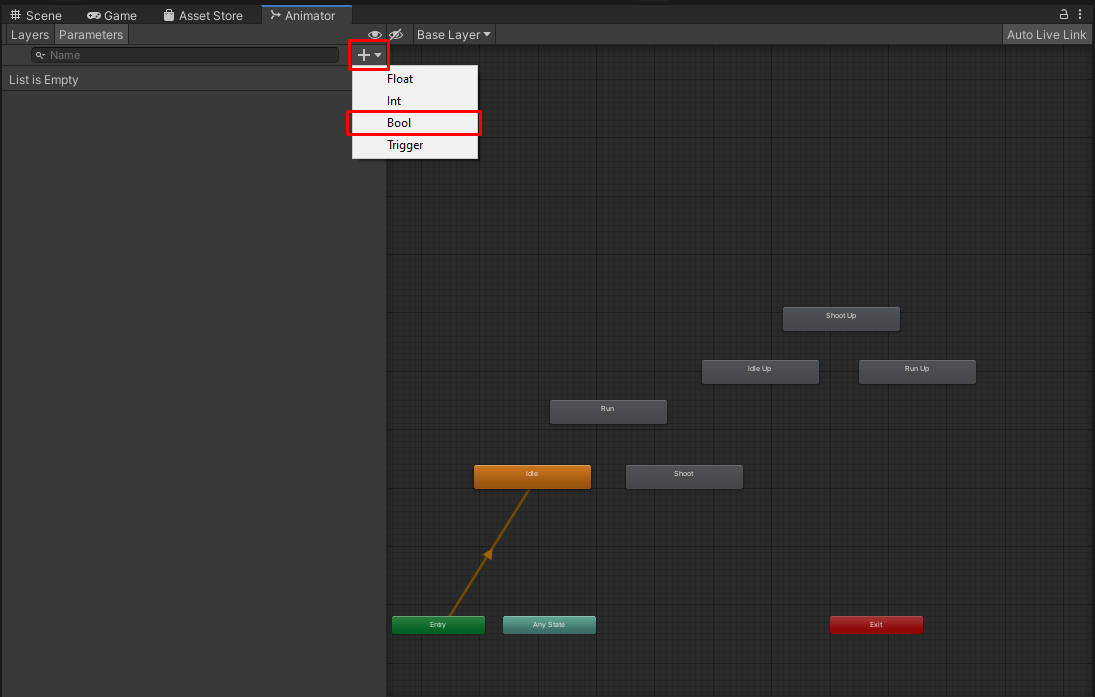 Scene Game Asset Store Animator
Layers Parameters Base Layer Auto Live Link
Name
List is Empty
Float
Int
Bool
Trigger
Shoot Up
Idle Up Run Up
Run
Idle Shoot
Entry Any State Exit